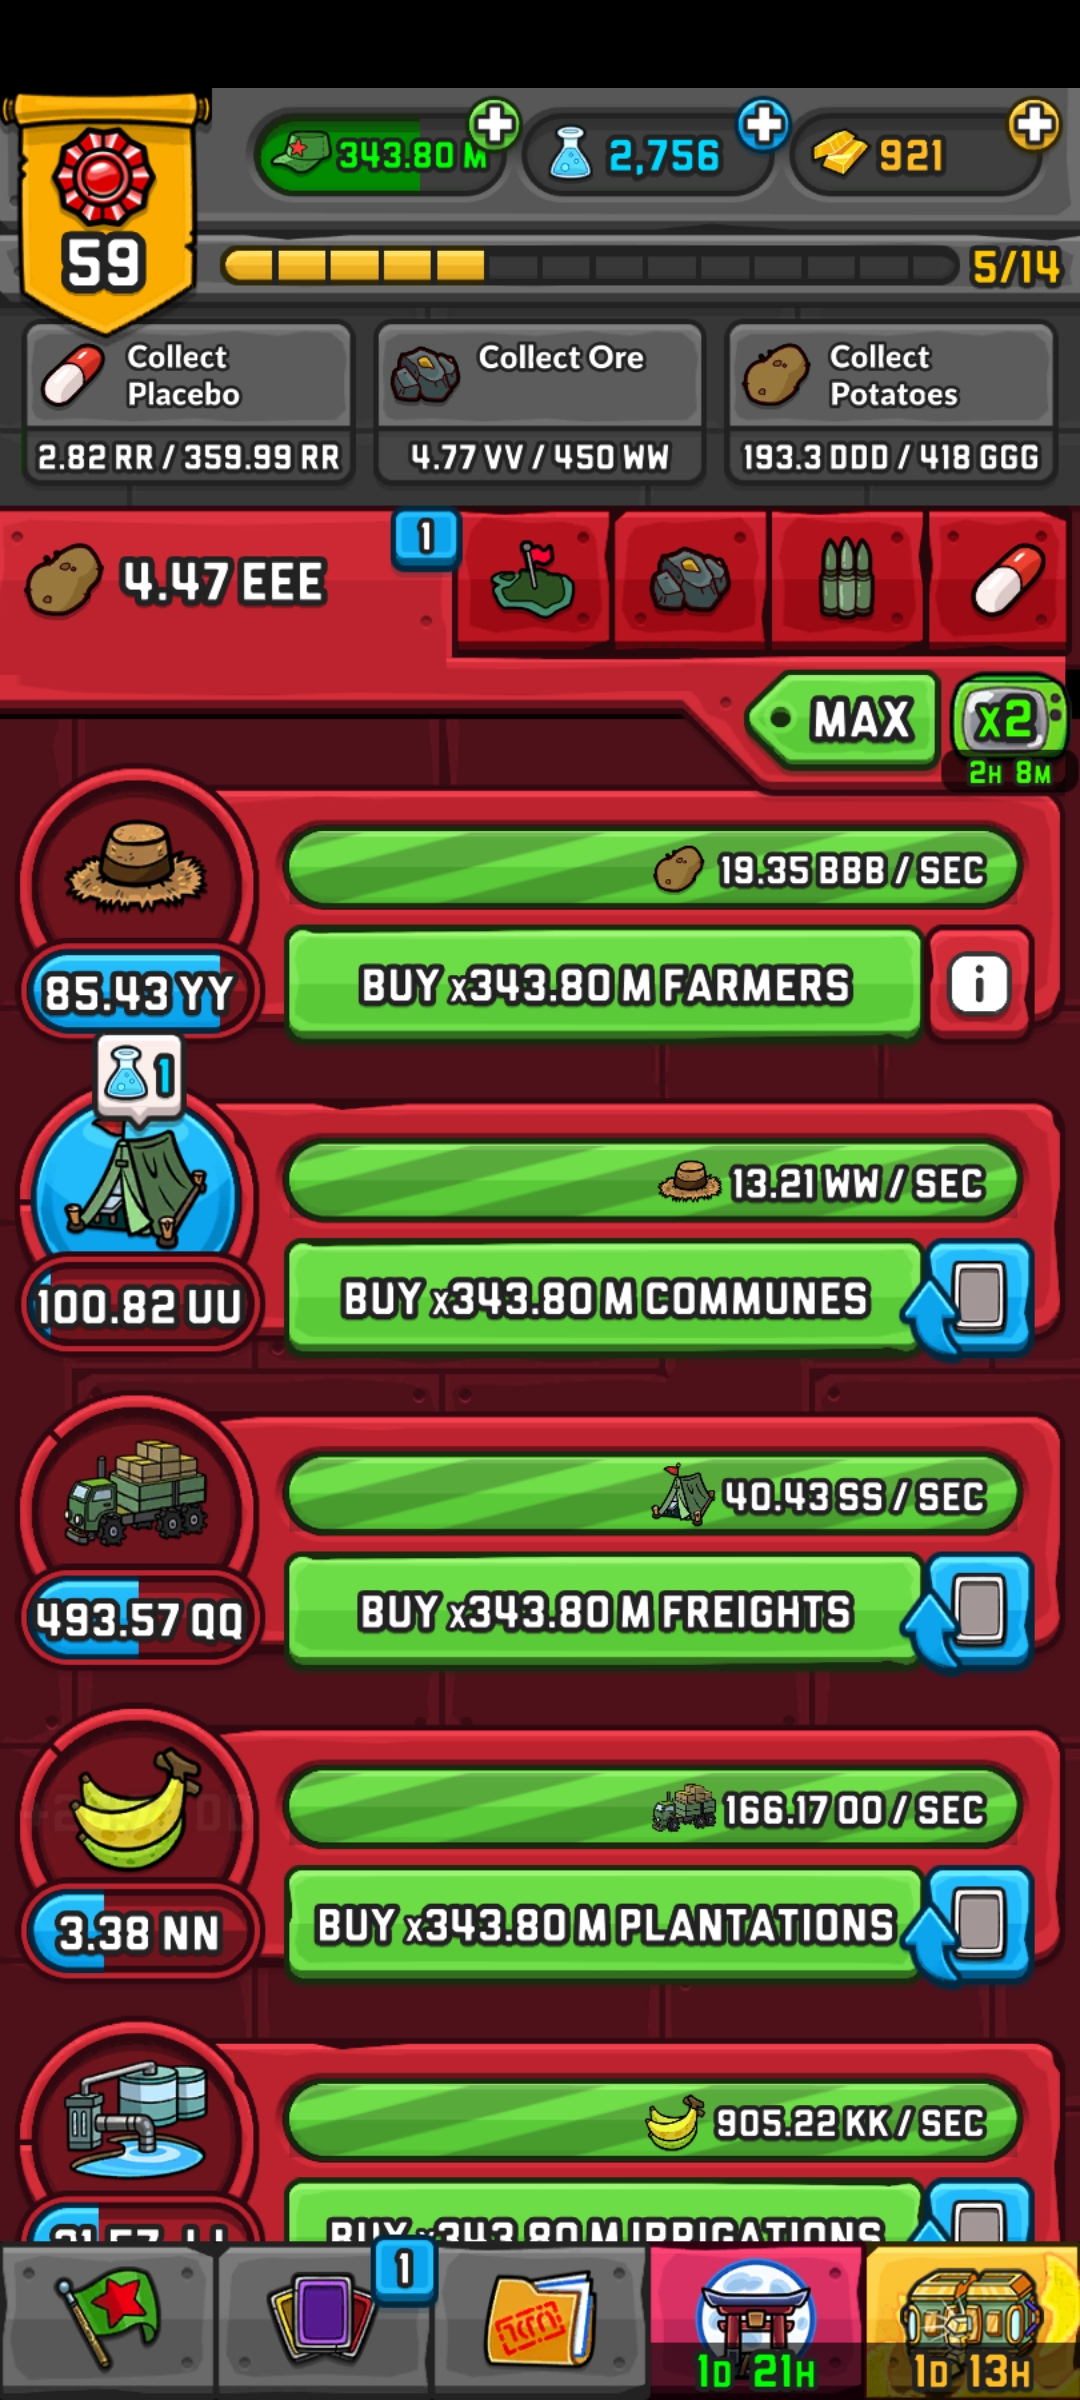 343.80 M
2,756
921
59
5/14
Collect
Placebo
2.82 RR / 359.99 RR
Collect Ore
4.77 VV / 450 WW
Collect
Potatoes
193.3 DDD / 418 GGG
4.47 EEE
1
MAX
x2
2H 8M
19.35 BBB / SEC
85.43 YY
BUY x343.80 M FARMERS
i
1
13.21 WW / SEC
100.82 UU
BUY x343.80 M COMMUNES
40.43 SS / SEC
493.57 QQ
BUY x343.80 M FREIGHTS
166.17 OO / SEC
3.38 NN
BUY x343.80 M PLANTATIONS
905.22 KK / SEC
BUY x343.80 M IRRIGATIONS
1
1D 21H
1D 13H